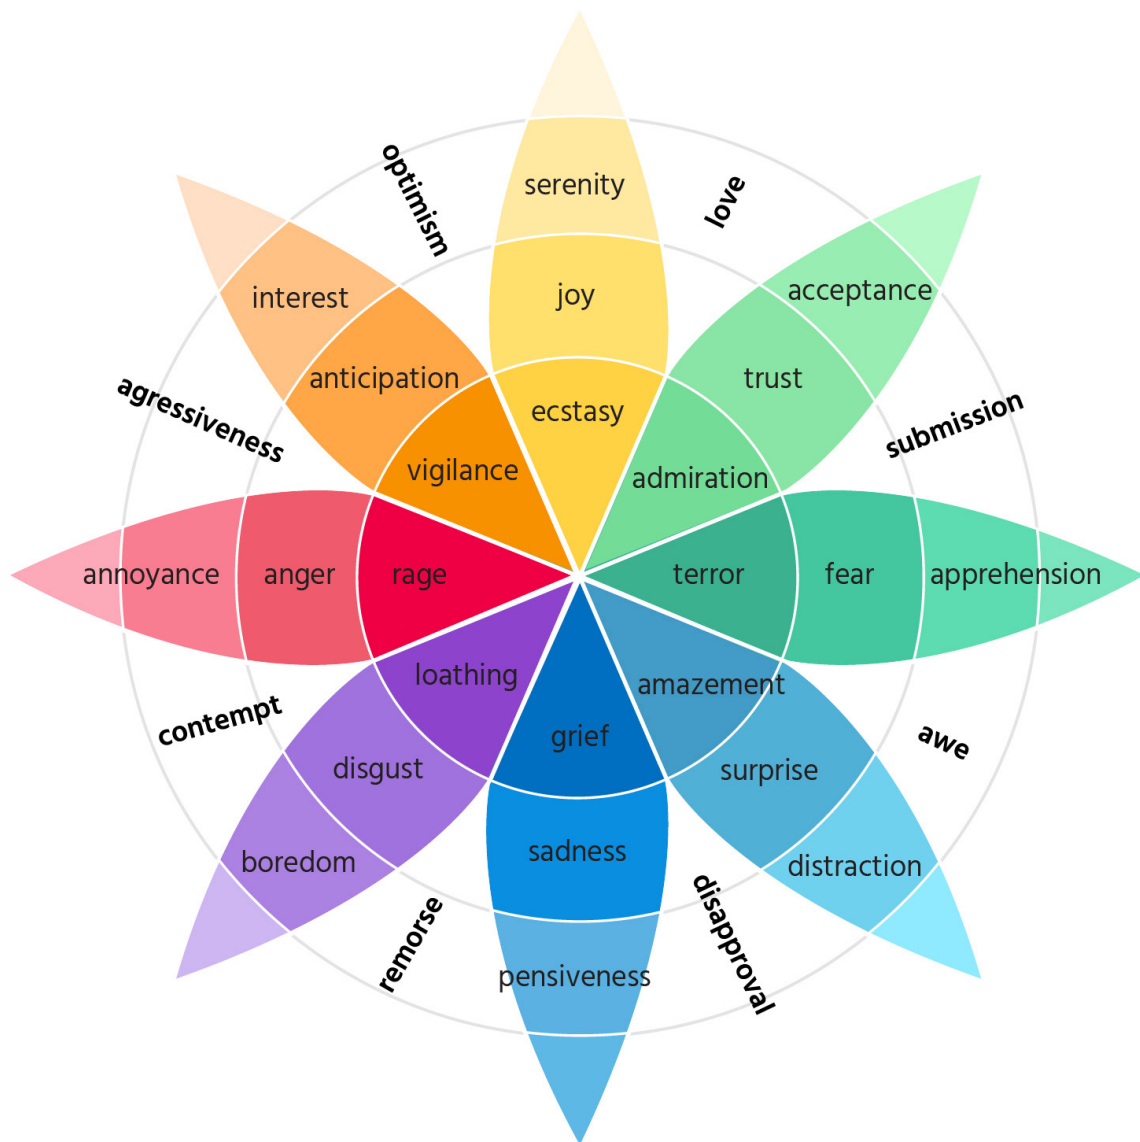 optimism
love
serenity
interest
acceptance
joy
anticipation
trust
agressiveness
ecstasy
submission
vigilance
admiration
annoyance
anger
rage
terror
fear
apprehension
loathing
amazement
contempt
grief
awe
disgust
surprise
boredom
sadness
distraction
remorse
disapproval
pensiveness